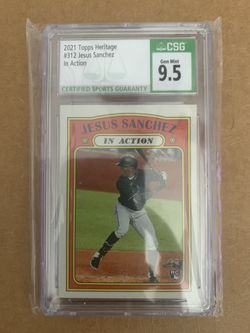 2021 Topps Heritage
#312 Jesus Sanchez
In Action
CSG
Gem Mint
9.5
CERTIFIED SPORTS GUARANTY
JESUS SANCHEZ
IN ACTION